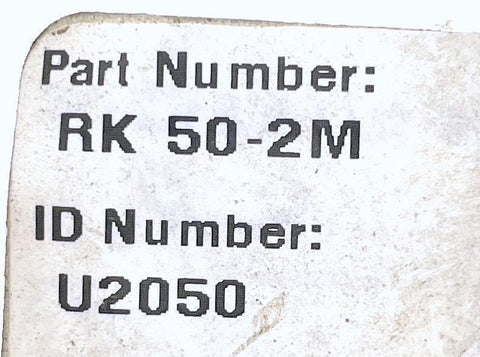 Part Number:
RK 50-2M
ID Number:
U2050